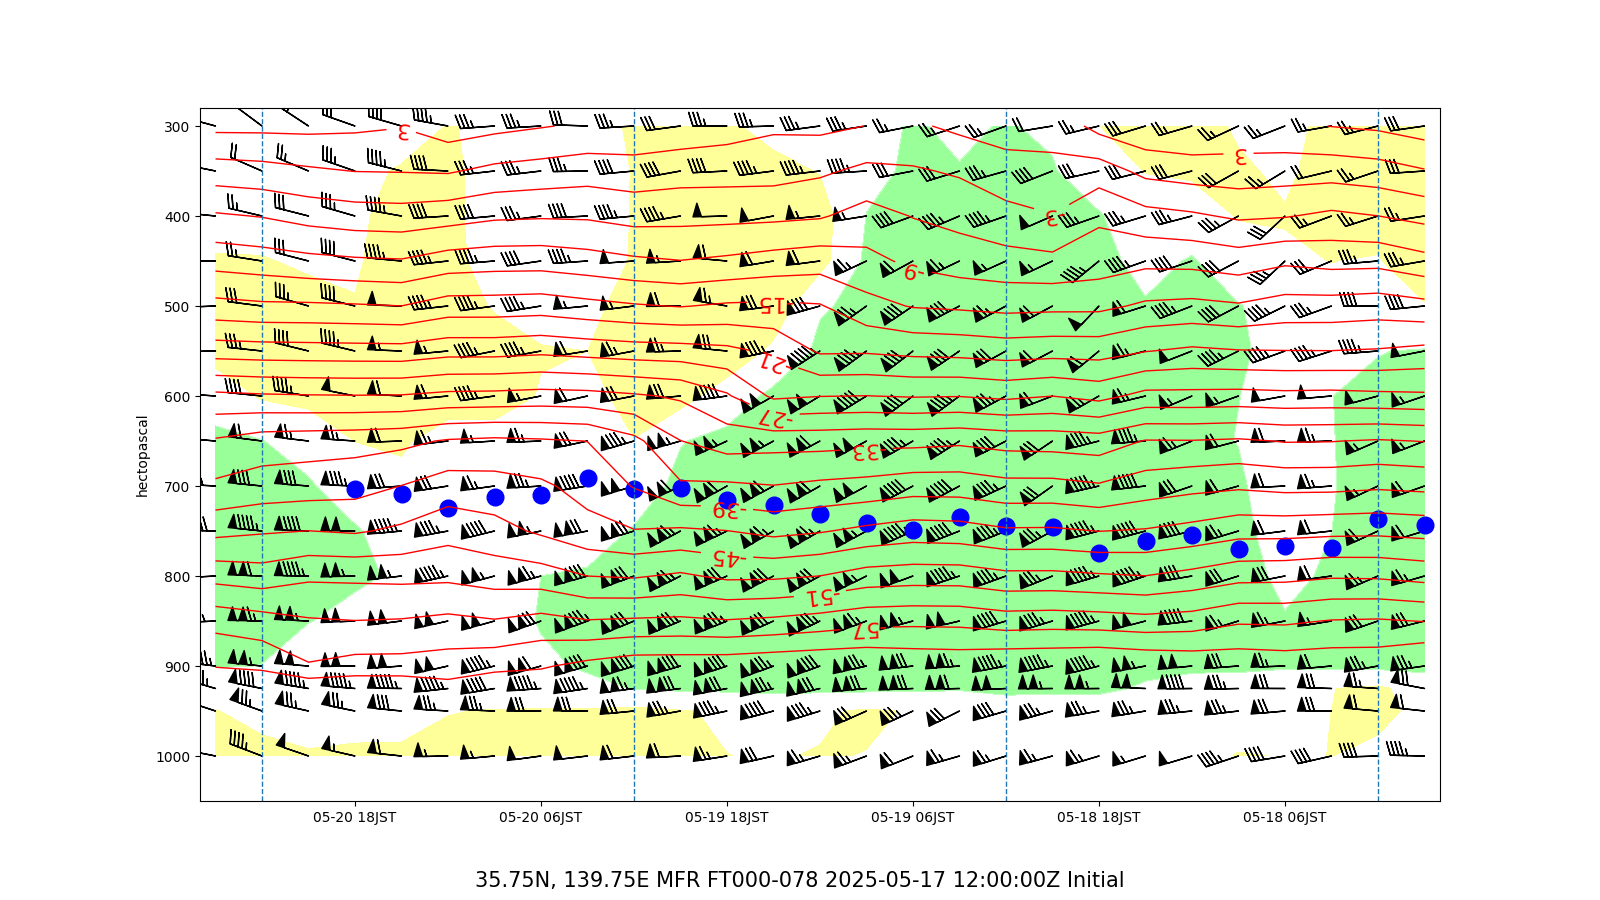 300
400
500
600
700
800
900
1000
hectopascal
3
3
-3
-9
-15
-21
-27
-33
-39
-45
-51
-57
05-20 18JST
05-20 06JST
05-19 18JST
05-19 06JST
05-18 18JST
05-18 06JST
35.75N, 139.75E MFR FT000-078 2025-05-17 12:00:00Z Initial